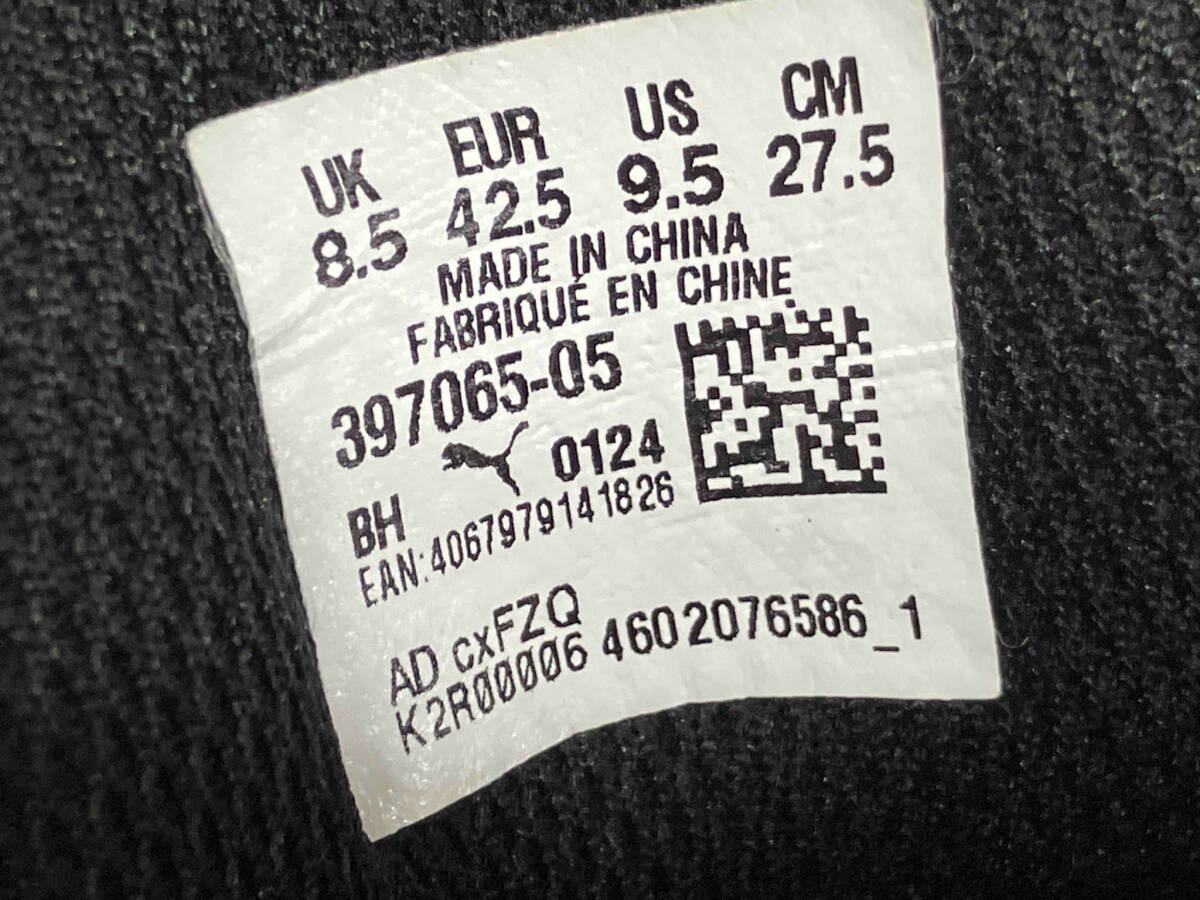 UK EUR US CM
8.5 42.5 9.5 27.5
MADE IN CHINA
FABRIQUÉ EN CHINE
397065-05
0124
BH
EAN:4067979141826
AD cxFZQ
K2R00006 4602076586_1